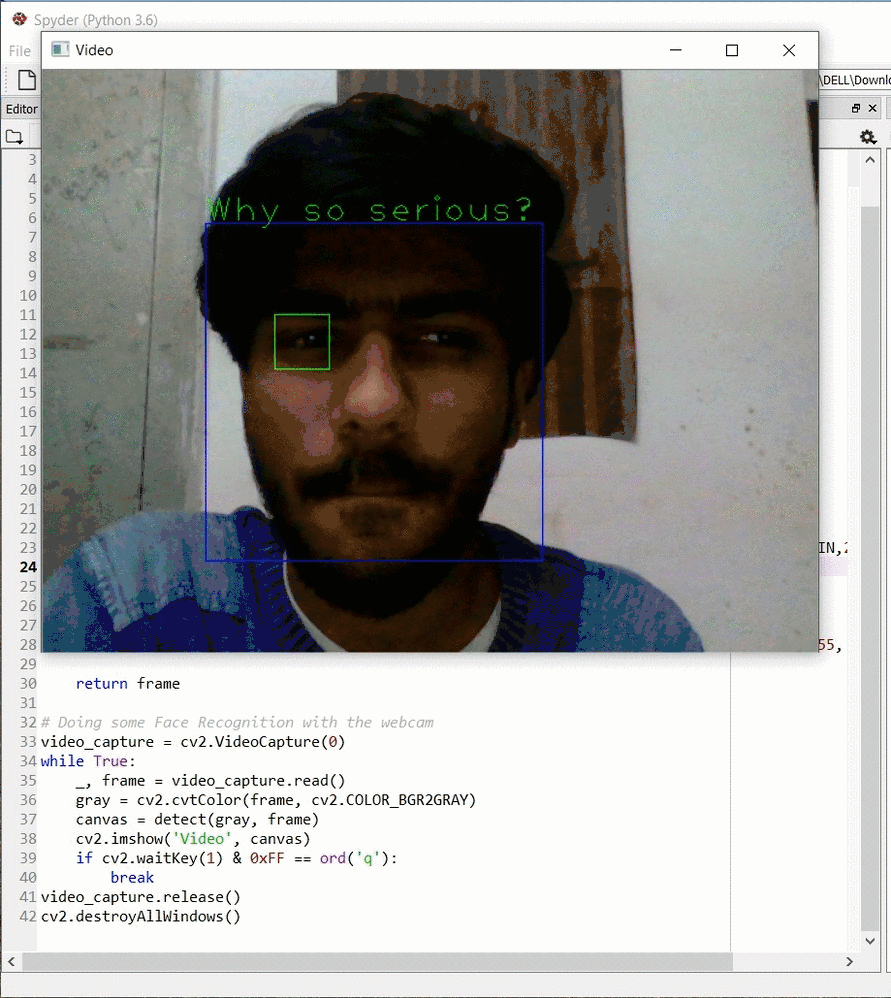 Spyder (Python 3.6)
File
Video
\DELL\Downlo
Editor
Why so serious?
3
4
5
6
7
8
9
10
11
12
13
14
15
16
17
18
19
20
21
22
23 IN,2
24
25
26
27
28 55,
29
30 return frame
31
32 # Doing some Face Recognition with the webcam
33 video_capture = cv2.VideoCapture(0)
34 while True:
35 _, frame = video_capture.read()
36 gray = cv2.cvtColor(frame, cv2.COLOR_BGR2GRAY)
37 canvas = detect(gray, frame)
38 cv2.imshow('Video', canvas)
39 if cv2.waitKey(1) & 0xFF == ord('q'):
40 break
41 video_capture.release()
42 cv2.destroyAllWindows()